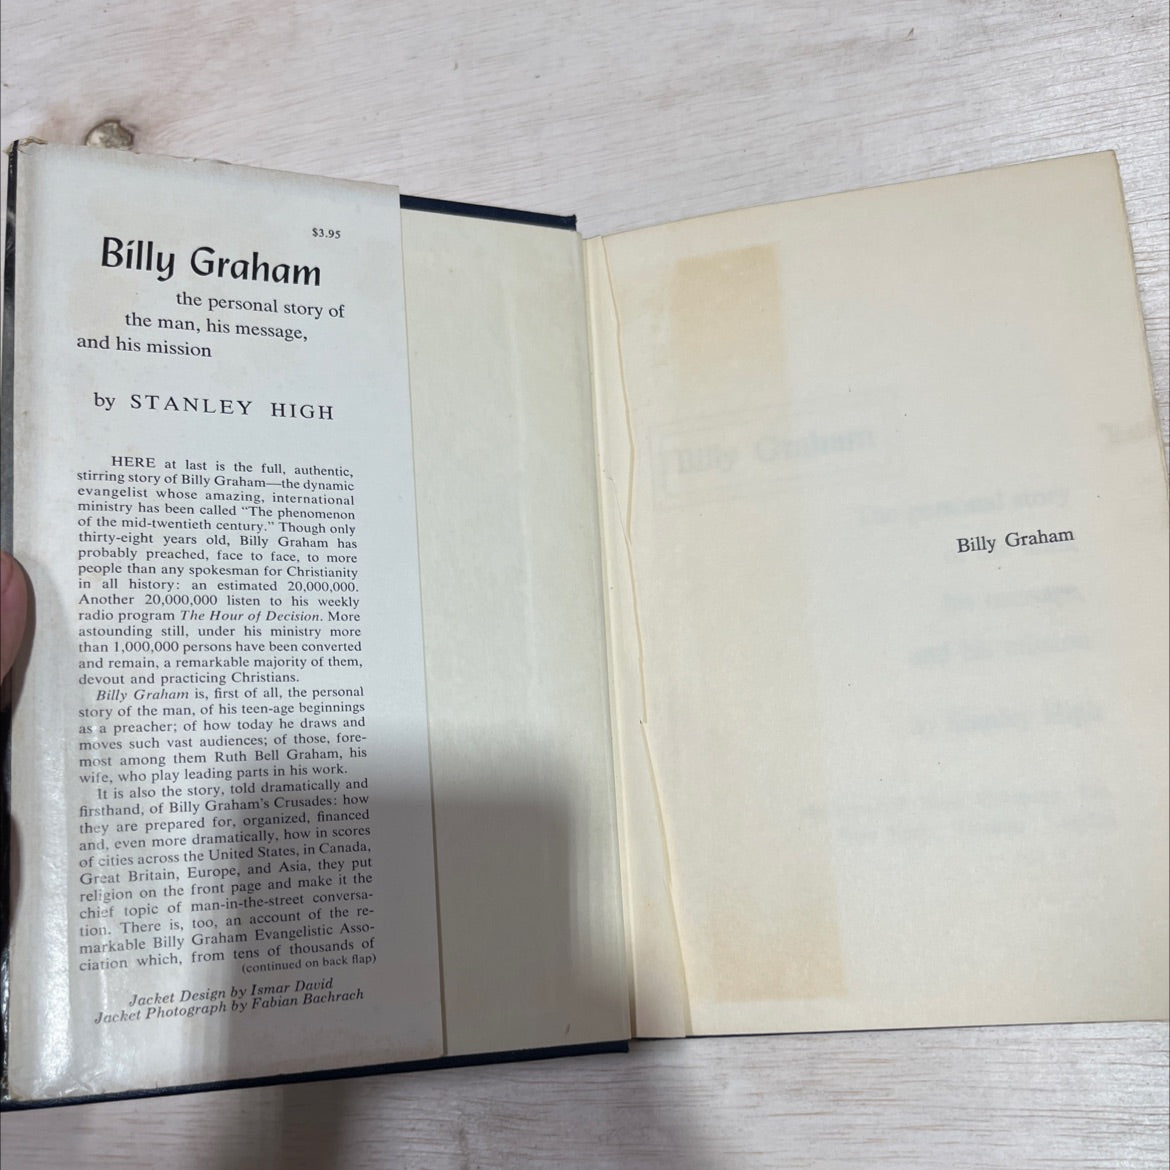 $3.95
Billy Graham
the personal story of
the man, his message,
and his mission
by STANLEY HIGH
HERE at last is the full, authentic,
stirring story of Billy Graham—the dynamic
evangelist whose amazing, international
ministry has been called “The phenomenon
of the mid-twentieth century.” Though only
thirty-eight years old, Billy Graham has
probably preached, face to face, to more
people than any spokesman for Christianity
in all history: an estimated 20,000,000.
Another 20,000,000 listen to his weekly
radio program The Hour of Decision. More
astounding still, under his ministry more
than 1,000,000 persons have been converted
and remain, a remarkable majority of them,
devout and practicing Christians.
Billy Graham is, first of all, the personal
story of the man, of his teen-age beginnings
as a preacher; of how today he draws and
moves such vast audiences; of those, fore-
most among them Ruth Bell Graham, his
wife, who play leading parts in his work.
It is also the story, told dramatically and
firsthand, of Billy Graham's Crusades: how
they are prepared for, organized, financed
and, even more dramatically, how in scores
of cities across the United States, in Canada,
Great Britain, Europe, and Asia, they put
religion on the front page and make it the
chief topic of man-in-the-street conversa-
tion. There is, too, an account of the re-
markable Billy Graham Evangelistic Asso-
ciation which, from tens of thousands of
(continued on back flap)
Jacket Design by Ismar David
Jacket Photograph by Fabian Bachrach
Billy Graham
personal story
Billy Graham
and his mission